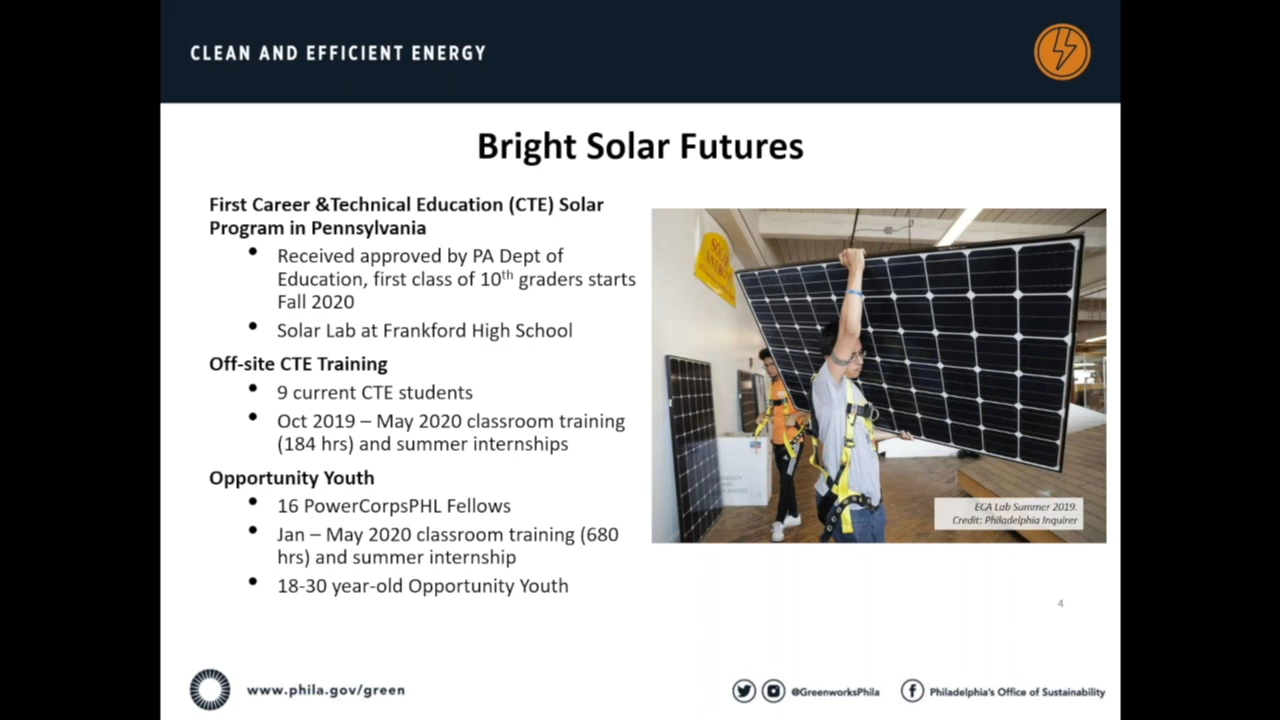 CLEAN AND EFFICIENT ENERGY
Bright Solar Futures
First Career &Technical Education (CTE) Solar
Program in Pennsylvania
• Received approved by PA Dept of
Education, first class of 10th graders starts
Fall 2020
• Solar Lab at Frankford High School
Off-site CTE Training
• 9 current CTE students
• Oct 2019 – May 2020 classroom training
(184 hrs) and summer internships
Opportunity Youth
• 16 PowerCorpsPHL Fellows
• Jan – May 2020 classroom training (680
hrs) and summer internship
• 18-30 year-old Opportunity Youth
SOLAR
ENERGY
ECA Lab Summer 2019.
Credit: Philadelphia Inquirer
4
www.phila.gov/green
@GreenworksPhila
Philadelphia's Office of Sustainability